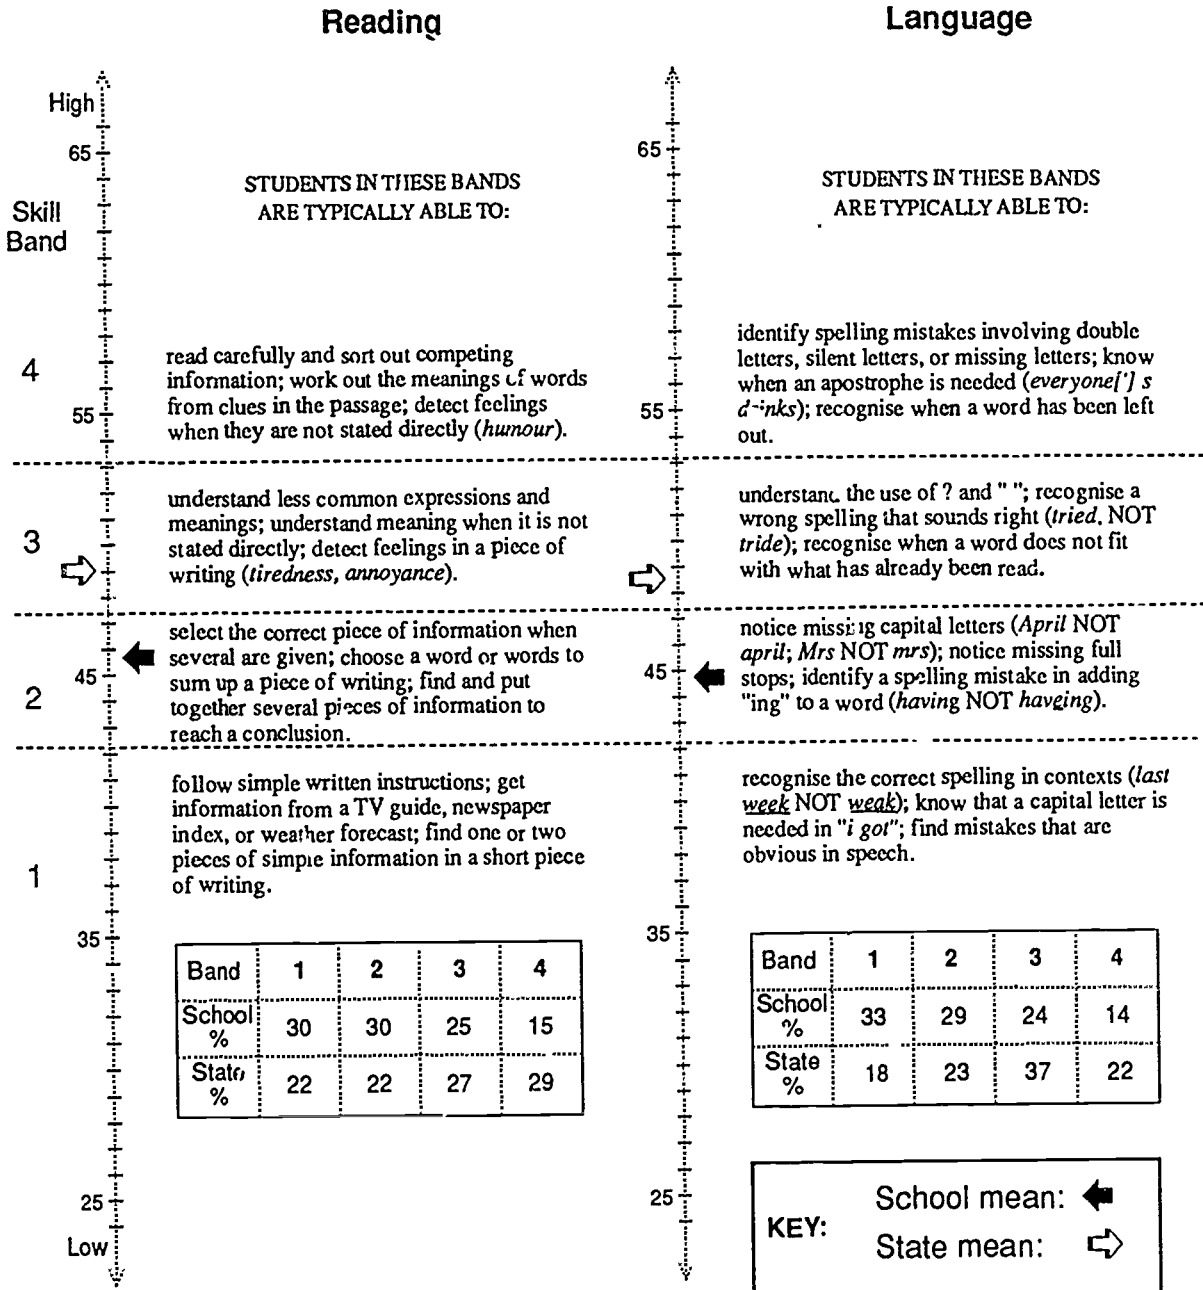 Reading
High
65
Skill
Band
STUDENTS IN THESE BANDS
ARE TYPICALLY ABLE TO:
4
read carefully and sort out competing
information; work out the meanings of words
from clues in the passage; detect feelings
when they are not stated directly (humour).
55
3
understand less common expressions and
meanings; understand meaning when it is not
stated directly; detect feelings in a piece of
writing (tiredness, annoyance).
select the correct piece of information when
several are given; choose a word or words to
sum up a piece of writing; find and put
together several pieces of information to
reach a conclusion.
45
2
follow simple written instructions; get
information from a TV guide, newspaper
index, or weather forecast; find one or two
pieces of simple information in a short piece
of writing.
1
35
Band 1 2 3 4
School % 30 30 25 15
State % 22 22 27 29
25
Low
Language
65
STUDENTS IN THESE BANDS
ARE TYPICALLY ABLE TO:
identify spelling mistakes involving double
letters, silent letters, or missing letters; know
when an apostrophe is needed (everyone['] s
drinks); recognise when a word has been left
out.
55
understand the use of ? and " "; recognise a
wrong spelling that sounds right (tried, NOT
tride); recognise when a word does not fit
with what has already been read.
notice missing capital letters (April NOT
april; Mrs NOT mrs); notice missing full
stops; identify a spelling mistake in adding
"ing" to a word (having NOT haveing).
45
recognise the correct spelling in contexts (last
week NOT weak); know that a capital letter is
needed in "i got"; find mistakes that are
obvious in speech.
35
Band 1 2 3 4
School % 33 29 24 14
State % 18 23 37 22
25
KEY:
School mean:
State mean: